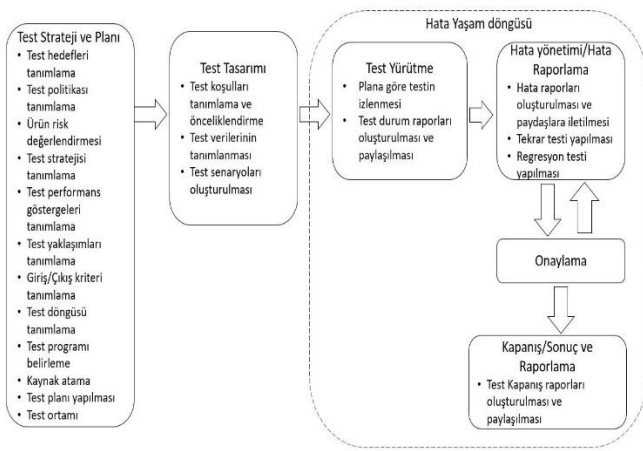 Test Strateji ve Planı
• Test hedefleri
tanımlama
• Test politikası
tanımlama
• Ürün risk
değerlendirmesi
• Test stratejisi
tanımlama
• Test performans
göstergeleri
tanımlama
• Test yaklaşımları
tanımlama
• Giriş/Çıkış kriteri
tanımlama
• Test döngüsü
tanımlama
• Test programı
belirleme
• Kaynak atama
• Test planı yapılması
• Test ortamı
Test Tasarımı
• Test koşulları
tanımlama ve
önceliklendirme
• Test verilerinin
tanımlanması
• Test senaryoları
oluşturulması
Hata Yaşam döngüsü
Test Yürütme
• Plana göre testin
izlenmesi
• Test durum raporları
oluşturulması ve
paylaşılması
Hata yönetimi/Hata
Raporlama
• Hata raporları
oluşturulması ve
paydaşlara iletilmesi
• Tekrar testi yapılması
• Regresyon testi
yapılması
Onaylama
Kapanış/Sonuç ve
Raporlama
• Test Kapanış raporları
oluşturulması ve
paylaşılması